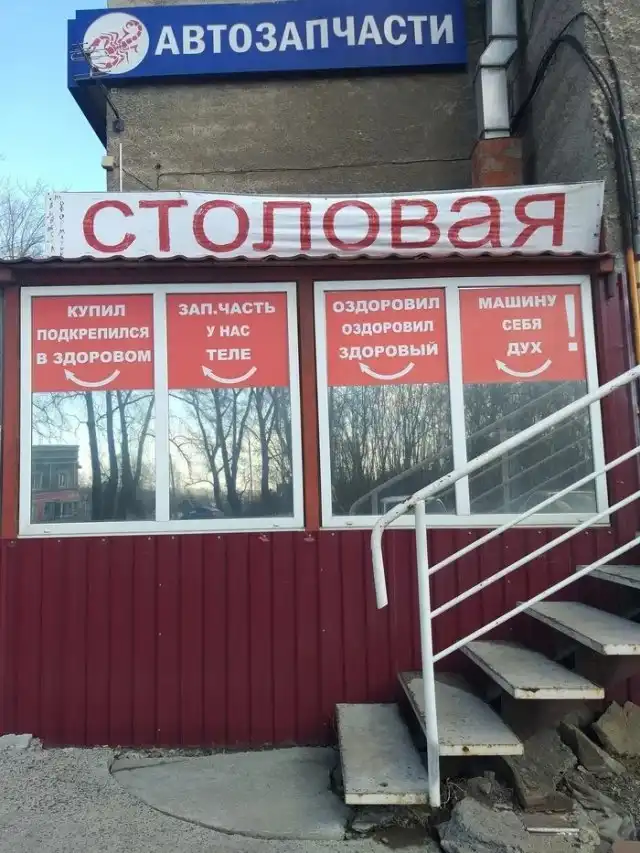 АВТОЗАПЧАСТИ
СТОЛОВАЯ
КУПИЛ ЗАП.ЧАСТЬ ОЗДОРОВИЛ МАШИНУ
ПОДКРЕПИЛСЯ У НАС ОЗДОРОВИЛ СЕБЯ
В ЗДОРОВОМ ТЕЛЕ ЗДОРОВЫЙ ДУХ !